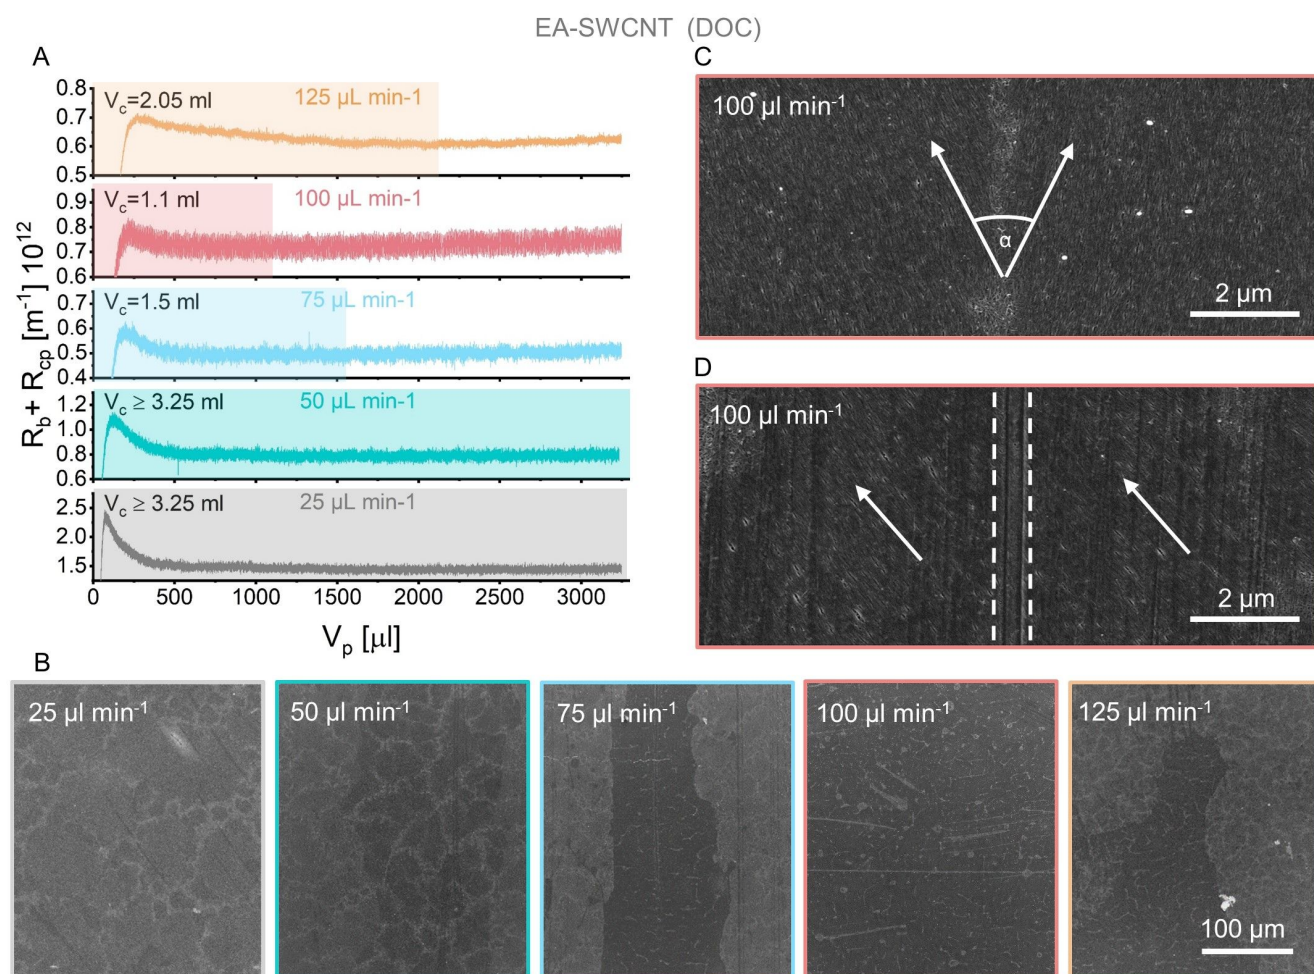 EA-SWCNT (DOC)
A
R_b + R_cp [m⁻¹] 10¹²
0.8
0.7
0.6
0.5
V_c=2.05 ml
125 µL min-1
0.9
0.8
0.7
0.6
V_c=1.1 ml
100 µL min-1
0.7
0.6
0.5
0.4
V_c=1.5 ml
75 µL min-1
1.2
1.0
0.8
0.6
V_c ≥ 3.25 ml
50 µL min-1
2.5
2.0
1.5
V_c ≥ 3.25 ml
25 µL min-1
0 500 1000 1500 2000 2500 3000
V_p [µl]
C
100 µl min⁻¹
α
2 µm
D
100 µl min⁻¹
2 µm
B
25 µl min⁻¹
50 µl min⁻¹
75 µl min⁻¹
100 µl min⁻¹
125 µl min⁻¹
100 µm